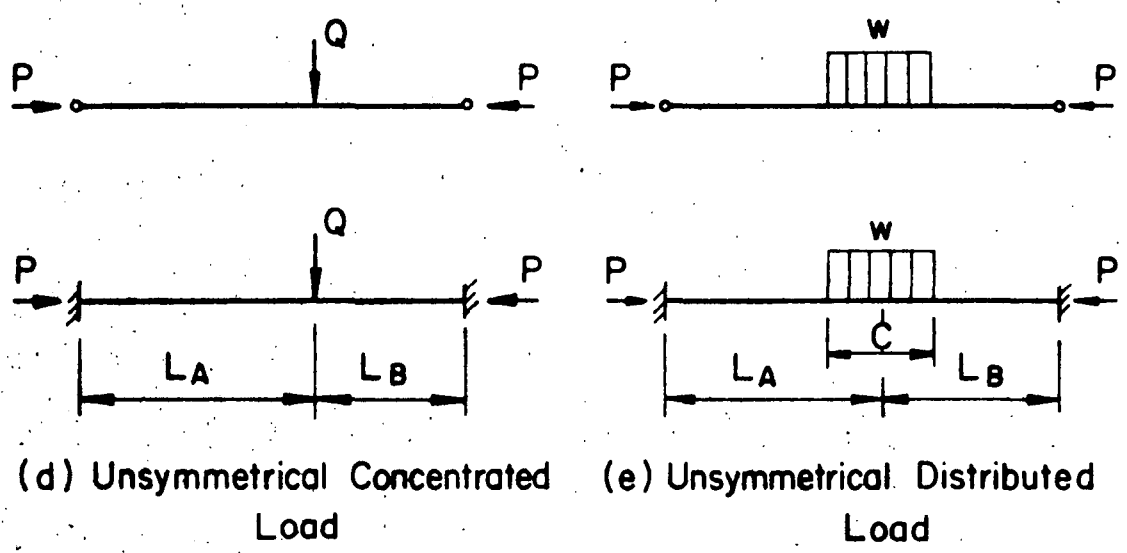 Q
P P
w
P P
Q
P P
LA LB
w
P P
C
LA LB
(d) Unsymmetrical Concentrated
Load
(e) Unsymmetrical Distributed
Load